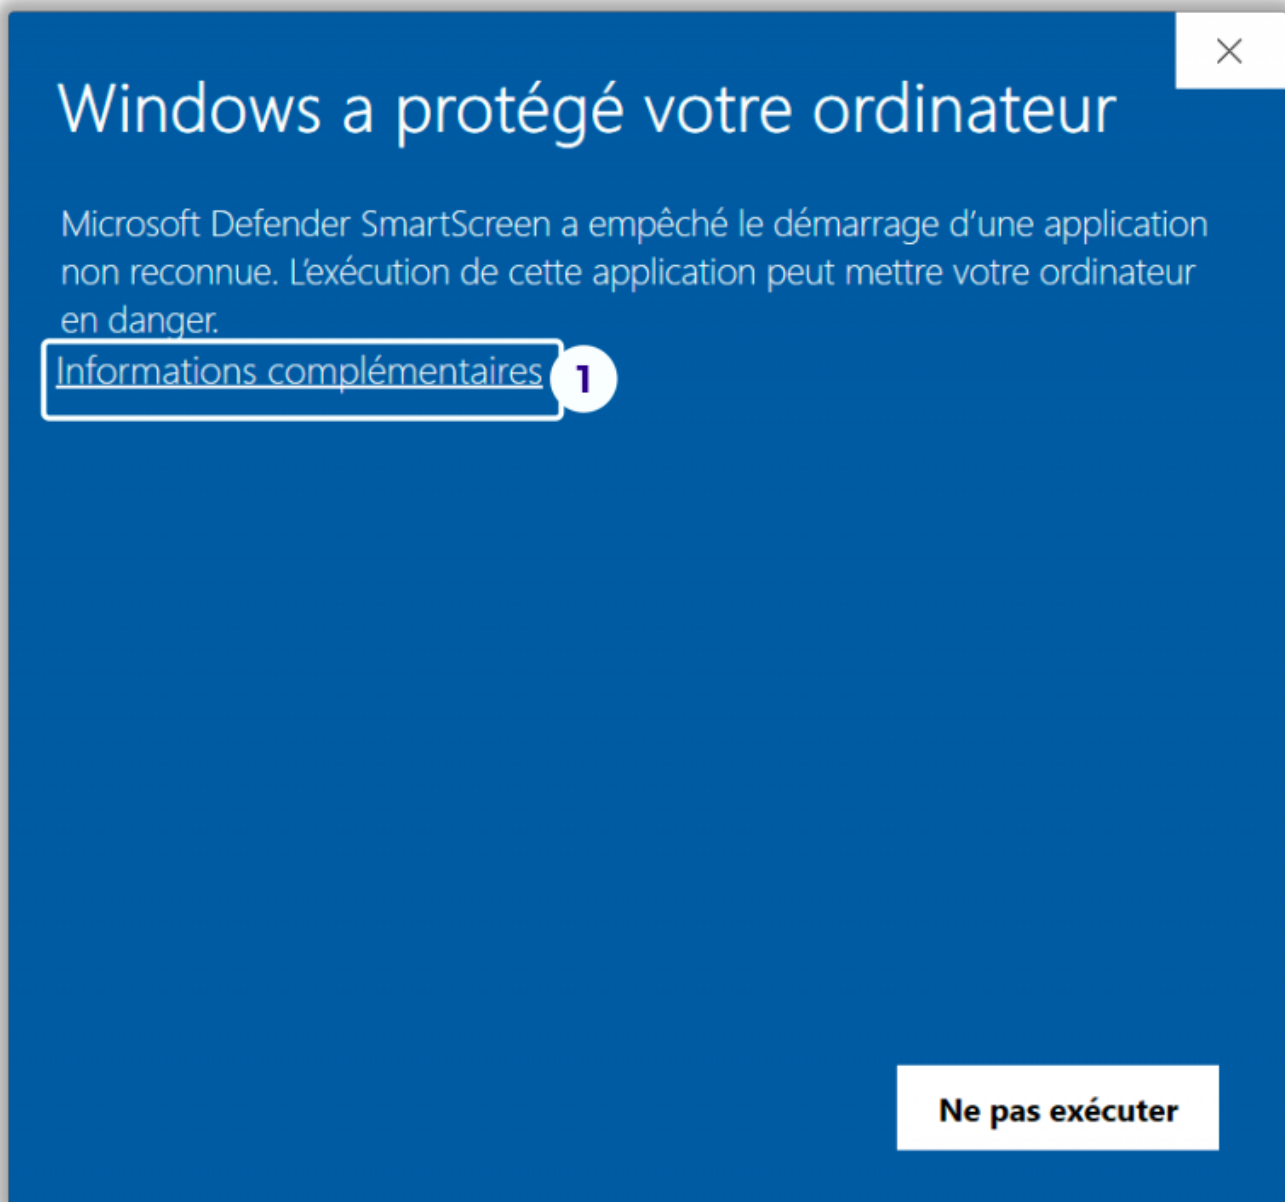 Windows a protégé votre ordinateur
Microsoft Defender SmartScreen a empêché le démarrage d’une application
non reconnue. L’exécution de cette application peut mettre votre ordinateur
en danger.
Informations complémentaires
1
Ne pas exécuter